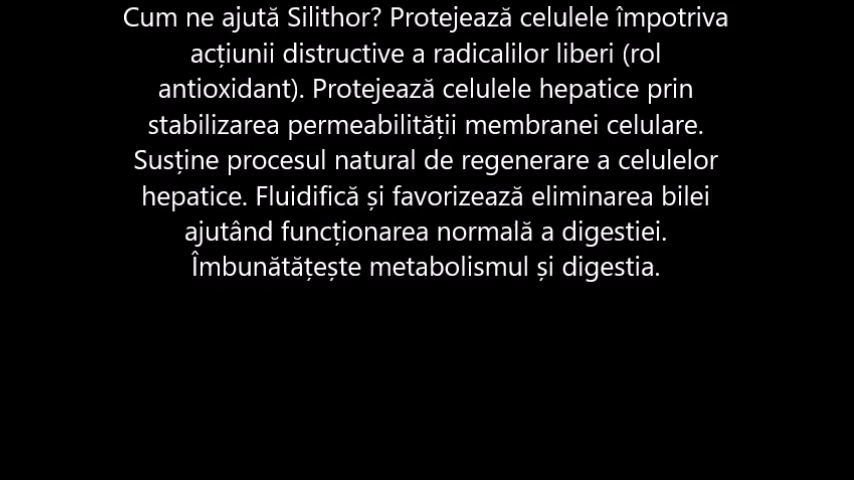 Cum ne ajută Silithor? Protejează celulele împotriva
acțiunii distructive a radicalilor liberi (rol
antioxidant). Protejează celulele hepatice prin
stabilizarea permeabilității membranei celulare.
Susține procesul natural de regenerare a celulelor
hepatice. Fluidifică și favorizează eliminarea bilei
ajutând funcționarea normală a digestiei.
Îmbunătățește metabolismul și digestia.